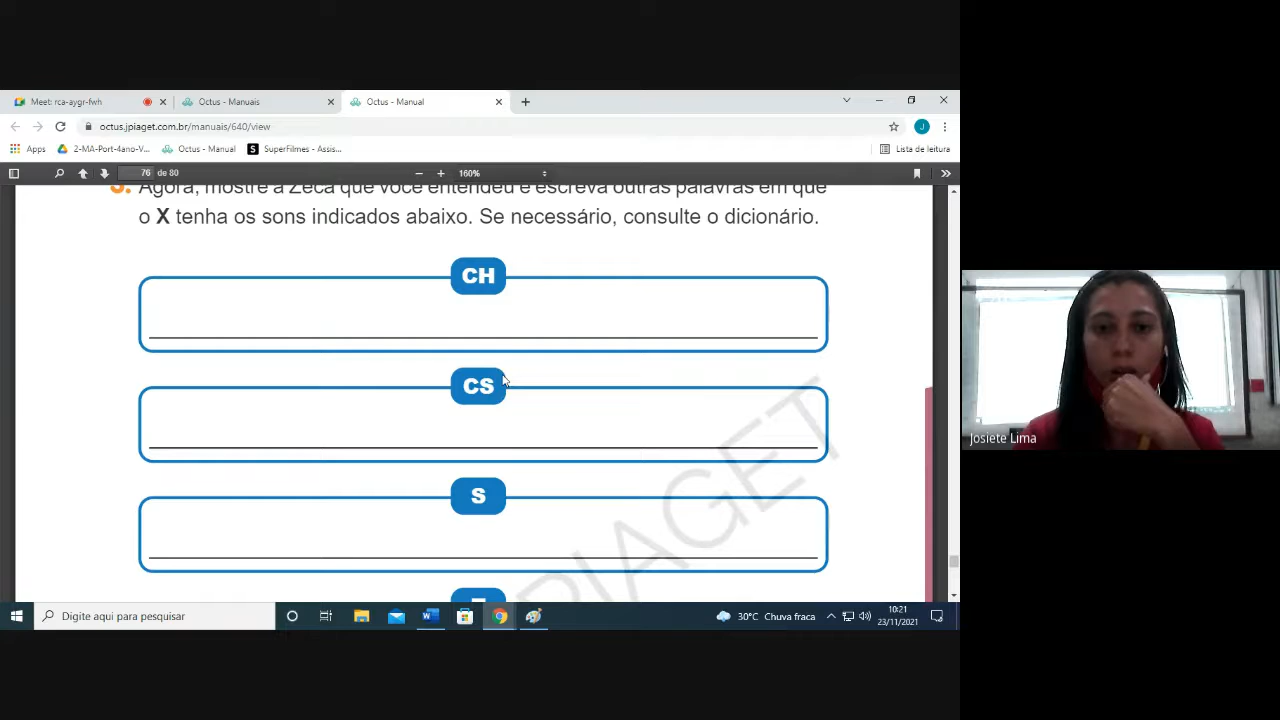 Meet: rca-aygr-fwh
Octus - Manuais
Octus - Manual
octus.jpiaget.com.br/manuais/640/view
Apps
2-MA-Port-4ano-V...
Octus - Manual
SuperFilmes - Assis...
Lista de leitura
76 de 80
160%
Agora, mostre a Zeca que você entendeu e escreva outras palavras em que
o X tenha os sons indicados abaixo. Se necessário, consulte o dicionário.
CH
CS
S
PIAGET
Josiete Lima
Digite aqui para pesquisar
30°C Chuva fraca
10:21
23/11/2021